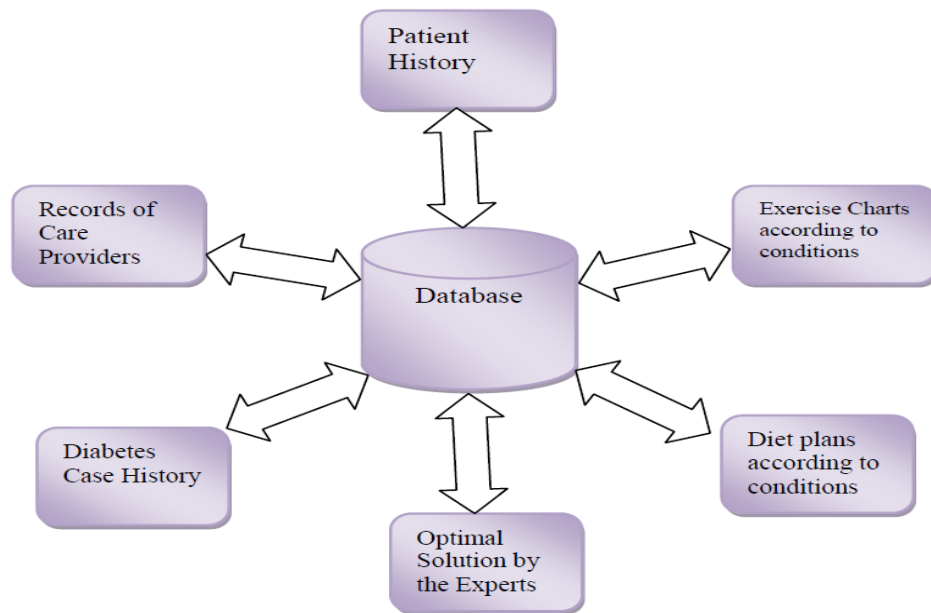 Patient
History
Records of
Care
Providers
Exercise Charts
according to
conditions
Database
Diabetes
Case History
Diet plans
according to
conditions
Optimal
Solution by
the Experts